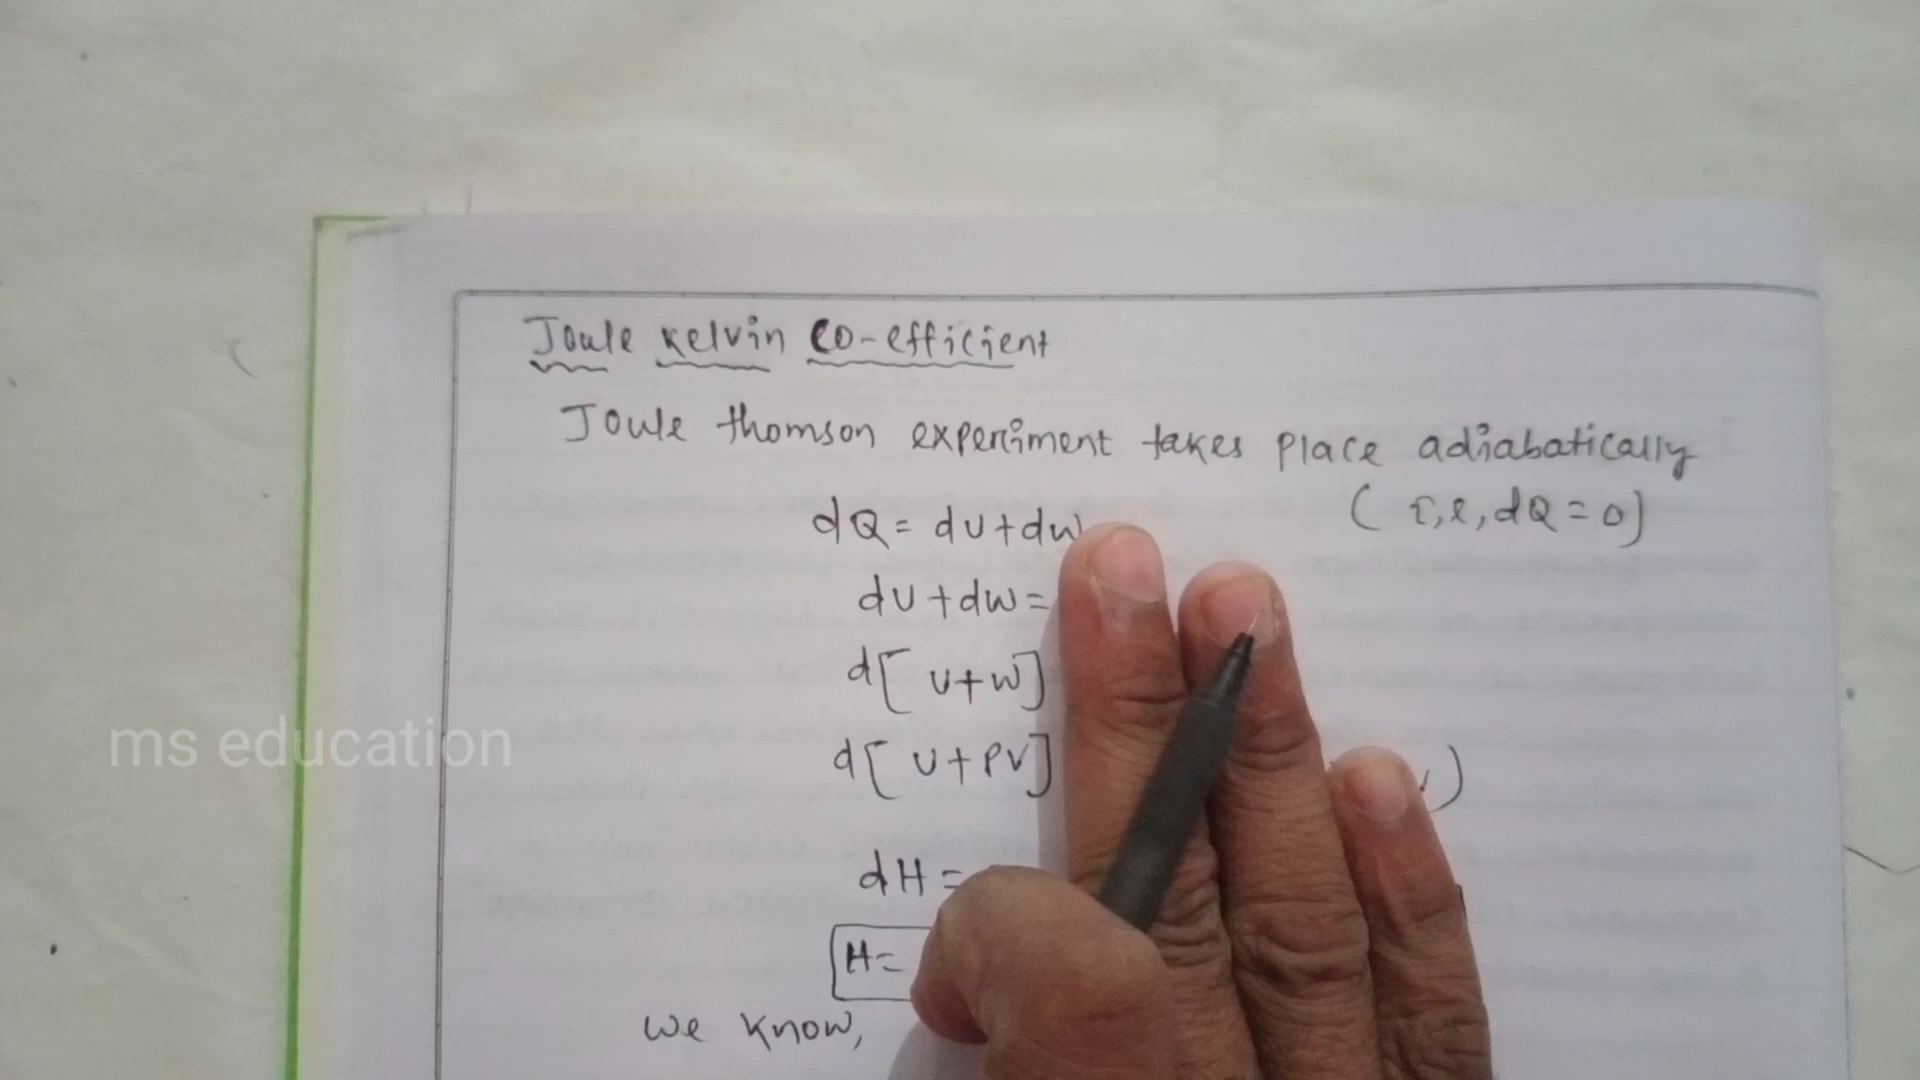 Joule Kelvin co-efficient
Joule thomson experiment takes place adiabatically
dQ = dU+dW (i,e, dQ = 0)
dU+dW =
d[ U+W]
d[ U+PV] )
dH =
H =
we know,
ms education